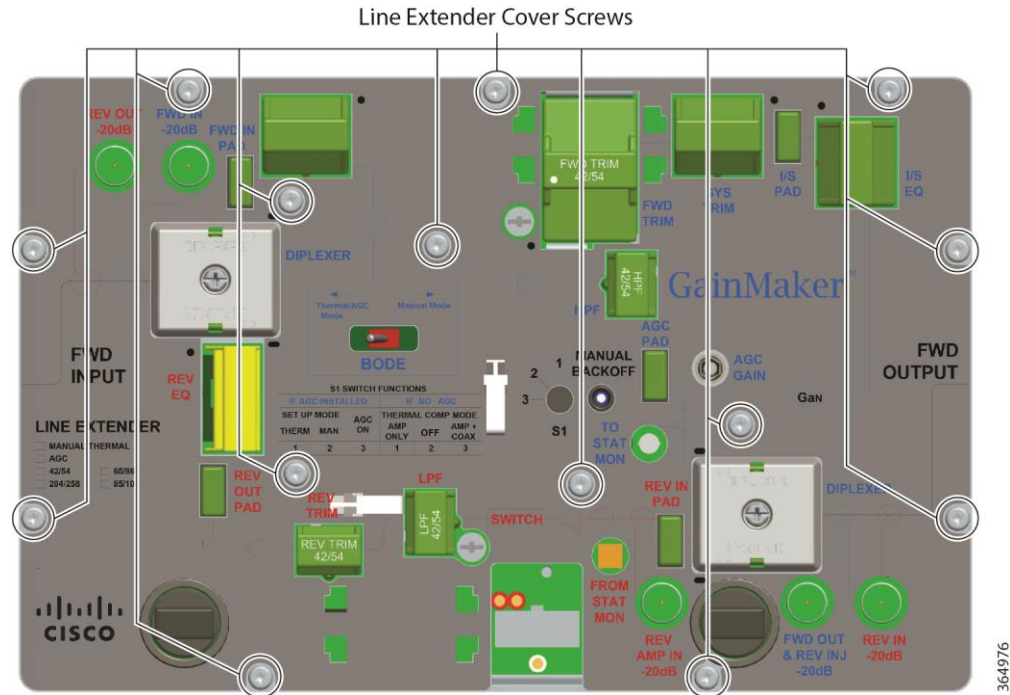 Line Extender Cover Screws
REV OUT
-20dB
FWD IN
-20dB
FWD IN
PAD
FWD TRIM
42/54
FWD
TRIM
SYS
TRIM
I/S
PAD
I/S
EQ
DIPLEXER
HPF
42/54
HPF
GainMaker™
Thermal/AGC
Mode
Manual Mode
BODE
AGC
PAD
AGC
GAIN
FWD
INPUT
REV
EQ
1
2
3
S1
MANUAL
BACKOFF
FWD
OUTPUT
GaN
S1 SWITCH FUNCTIONS
IF AGC INSTALLED
IF NO AGC
SET UP MODE
AGC
ON
THERMAL COMP MODE
THERM
MAN
AMP
ONLY
OFF
AMP +
COAX
1
2
3
1
2
3
TO
STAT
MON
LINE EXTENDER
MANUAL THERMAL
AGC
42/54
65/86
204/258
85/10
REV
OUT
PAD
REV
TRIM
REV TRIM
42/54
LPF
LPF
42/54
SWITCH
REV IN
PAD
DIPLEXER
FROM
STAT
MON
REV
AMP IN
-20dB
FWD OUT
& REV INJ
-20dB
REV IN
-20dB
CISCO
364976